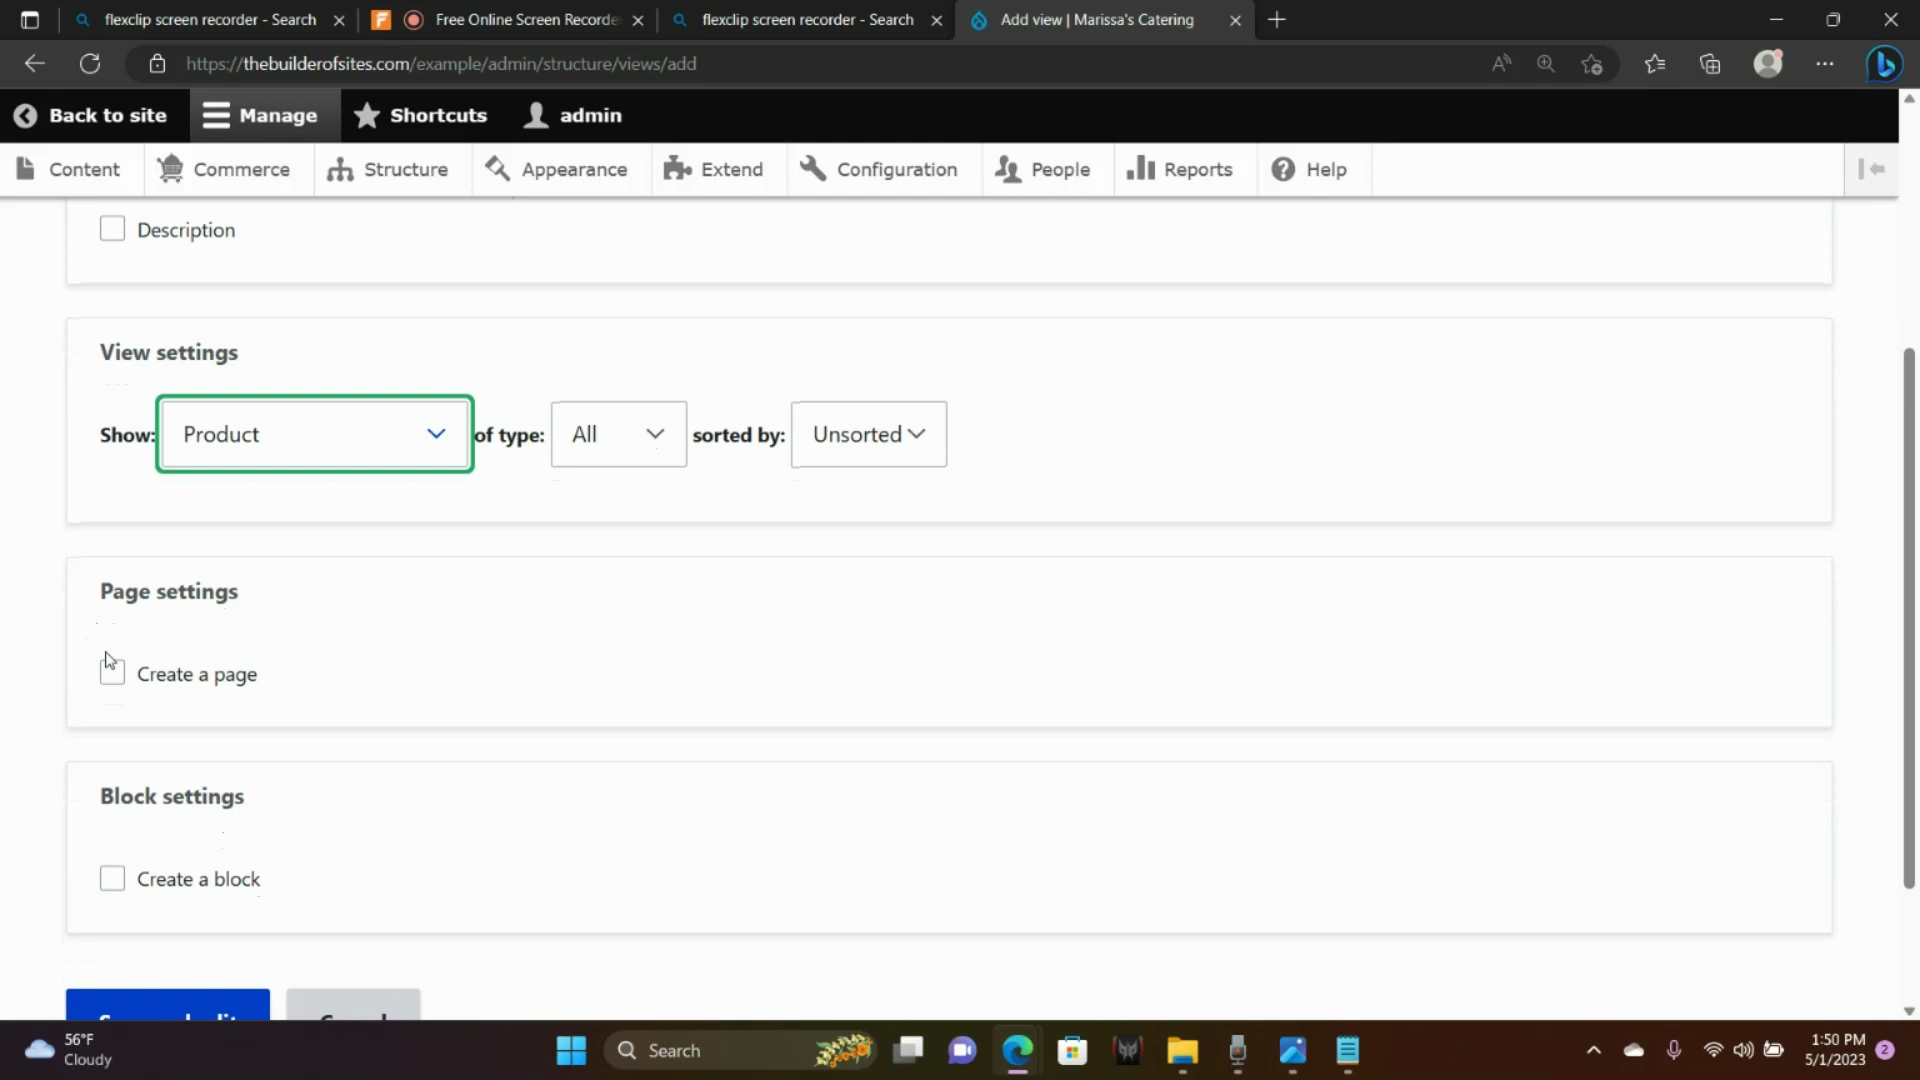 flexclip screen recorder - Search
Free Online Screen Recorde
flexclip screen recorder - Search
Add view | Marissa's Catering
https://thebuilderofsites.com/example/admin/structure/views/add
Back to site
Manage
Shortcuts
admin
Content
Commerce
Structure
Appearance
Extend
Configuration
People
Reports
Help
Description
View settings
Show: Product of type: All sorted by: Unsorted
Page settings
Create a page
Block settings
Create a block
56°F
Cloudy
Search
1:50 PM
5/1/2023
2